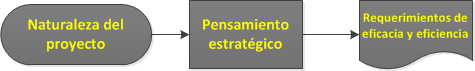 Naturaleza del
proyecto
Pensamiento
estratégico
Requerimientos de
eficacia y eficiencia